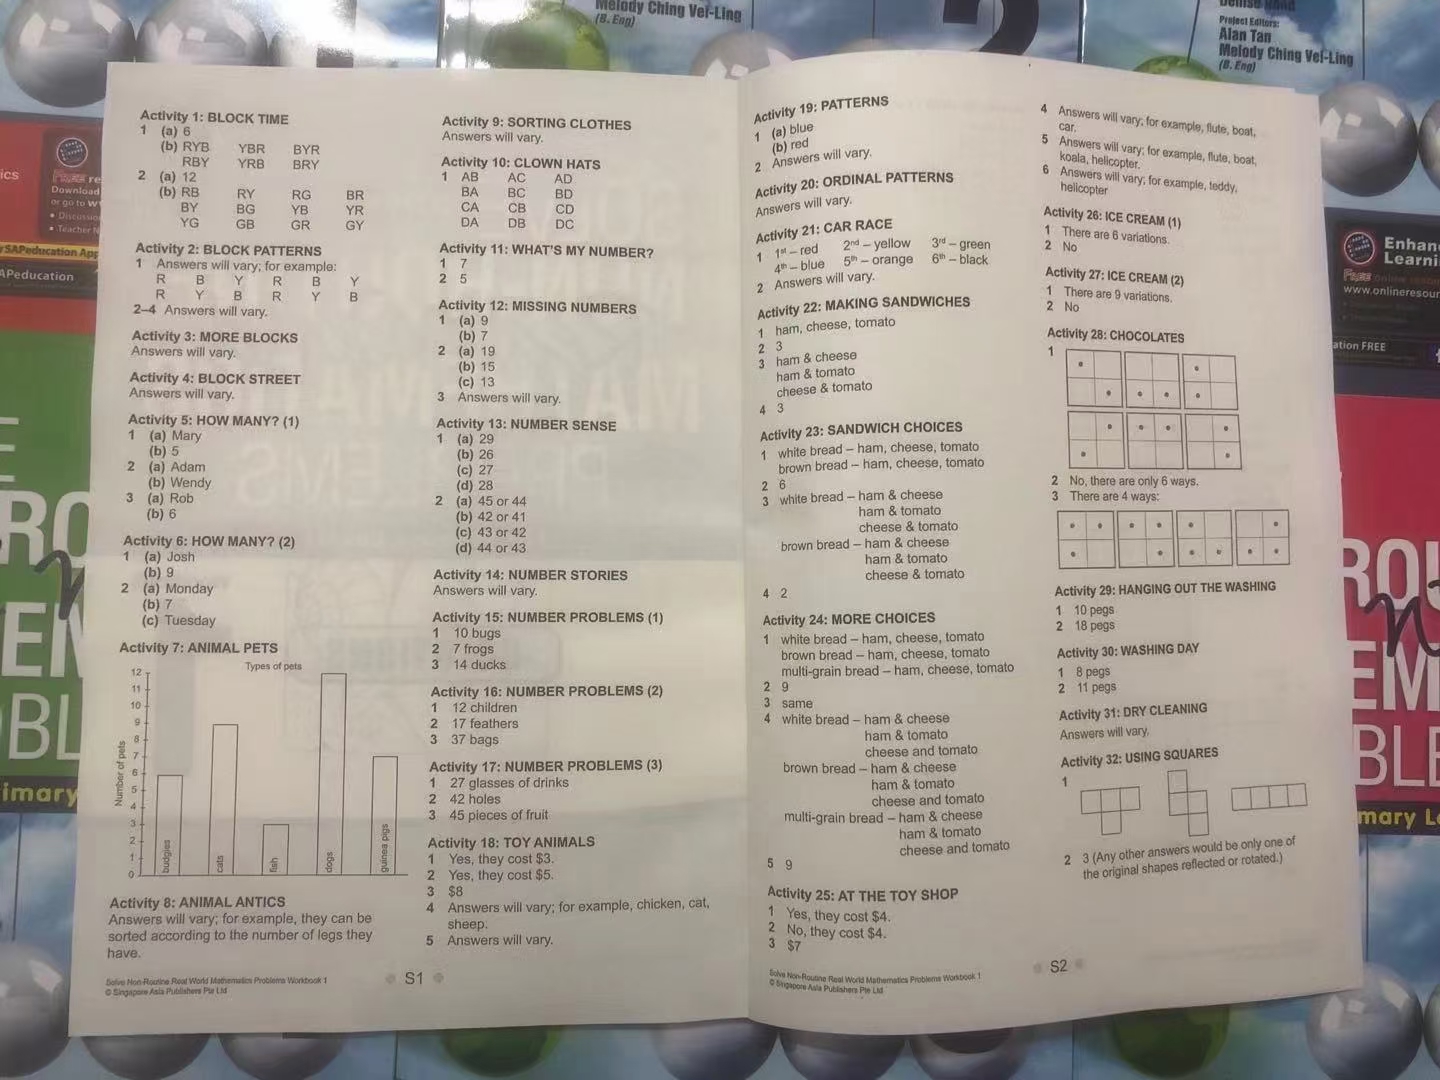 Melody Ching Vei-Ling
(B. Eng)
Project Editors:
Alan Tan
Melody Ching Vei-Ling
(B. Eng)
Activity 1: BLOCK TIME
1 (a) 6
(b) RYB YBR BYR
RBY YRB BRY
2 (a) 12
(b) RB RY RG BR
BY BG YB YR
YG GB GR GY
Activity 2: BLOCK PATTERNS
1 Answers will vary; for example:
R B Y R B Y
R Y B R Y B
2–4 Answers will vary.
Activity 3: MORE BLOCKS
Answers will vary.
Activity 4: BLOCK STREET
Answers will vary.
Activity 5: HOW MANY? (1)
1 (a) Mary
(b) 5
2 (a) Adam
(b) Wendy
3 (a) Rob
(b) 6
Activity 6: HOW MANY? (2)
1 (a) Josh
(b) 9
2 (a) Monday
(b) 7
(c) Tuesday
Activity 7: ANIMAL PETS
Types of pets
Number of pets
12
11
10
9
8
7
6
5
4
3
2
1
0
budgies
cats
fish
dogs
guinea pigs
Activity 8: ANIMAL ANTICS
Answers will vary; for example, they can be
sorted according to the number of legs they
have.
Solve Non-Routine Real World Mathematics Problems Workbook 1
© Singapore Asia Publishers Pte Ltd
S1
Activity 9: SORTING CLOTHES
Answers will vary.
Activity 10: CLOWN HATS
1 AB AC AD
BA BC BD
CA CB CD
DA DB DC
Activity 11: WHAT'S MY NUMBER?
1 7
2 5
Activity 12: MISSING NUMBERS
1 (a) 9
(b) 7
2 (a) 19
(b) 15
(c) 13
3 Answers will vary.
Activity 13: NUMBER SENSE
1 (a) 29
(b) 26
(c) 27
(d) 28
2 (a) 45 or 44
(b) 42 or 41
(c) 43 or 42
(d) 44 or 43
Activity 14: NUMBER STORIES
Answers will vary.
Activity 15: NUMBER PROBLEMS (1)
1 10 bugs
2 7 frogs
3 14 ducks
Activity 16: NUMBER PROBLEMS (2)
1 12 children
2 17 feathers
3 37 bags
Activity 17: NUMBER PROBLEMS (3)
1 27 glasses of drinks
2 42 holes
3 45 pieces of fruit
Activity 18: TOY ANIMALS
1 Yes, they cost $3.
2 Yes, they cost $5.
3 $8
4 Answers will vary; for example, chicken, cat,
sheep.
5 Answers will vary.
Activity 19: PATTERNS
1 (a) blue
(b) red
2 Answers will vary.
Activity 20: ORDINAL PATTERNS
Answers will vary.
Activity 21: CAR RACE
1 1st – red 2nd – yellow 3rd – green
4th – blue 5th – orange 6th – black
2 Answers will vary.
Activity 22: MAKING SANDWICHES
1 ham, cheese, tomato
2 3
3 ham & cheese
ham & tomato
cheese & tomato
4 3
Activity 23: SANDWICH CHOICES
1 white bread – ham, cheese, tomato
brown bread – ham, cheese, tomato
2 6
3 white bread – ham & cheese
ham & tomato
cheese & tomato
brown bread – ham & cheese
ham & tomato
cheese & tomato
4 2
Activity 24: MORE CHOICES
1 white bread – ham, cheese, tomato
brown bread – ham, cheese, tomato
multi-grain bread – ham, cheese, tomato
2 9
3 same
4 white bread – ham & cheese
ham & tomato
cheese and tomato
brown bread – ham & cheese
ham & tomato
cheese and tomato
multi-grain bread – ham & cheese
ham & tomato
cheese and tomato
5 9
Activity 25: AT THE TOY SHOP
1 Yes, they cost $4.
2 No, they cost $4.
3 $7
Solve Non-Routine Real World Mathematics Problems Workbook 1
© Singapore Asia Publishers Pte Ltd
S2
4 Answers will vary; for example, flute, boat,
car.
5 Answers will vary; for example, flute, boat,
koala, helicopter.
6 Answers will vary; for example, teddy,
helicopter
Activity 26: ICE CREAM (1)
1 There are 6 variations.
2 No
Activity 27: ICE CREAM (2)
1 There are 9 variations.
2 No
Activity 28: CHOCOLATES
1
2 No, there are only 6 ways.
3 There are 4 ways:
Activity 29: HANGING OUT THE WASHING
1 10 pegs
2 18 pegs
Activity 30: WASHING DAY
1 8 pegs
2 11 pegs
Activity 31: DRY CLEANING
Answers will vary.
Activity 32: USING SQUARES
1
2 3 (Any other answers would be only one of
the original shapes reflected or rotated.)
FREE
Download
or go to
Enhan
Learni
FREE
www.onlineresour
ation FREE